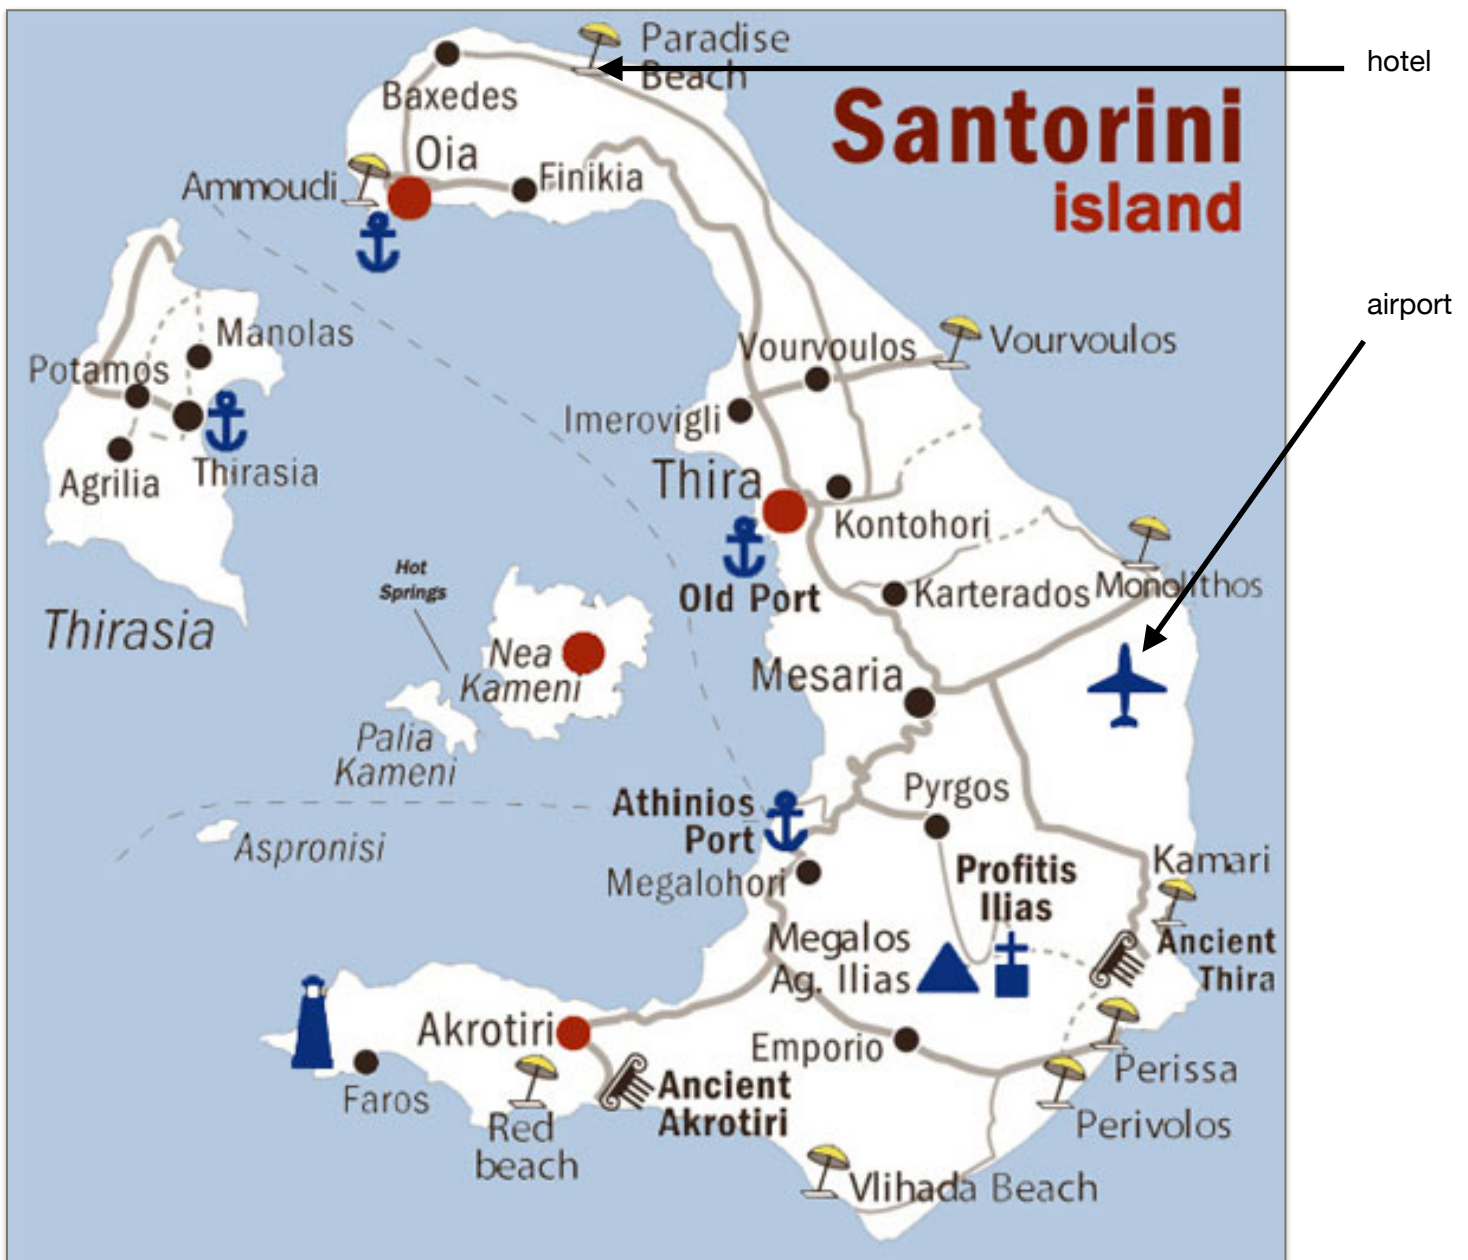 Paradise
Beach
hotel
Baxedes
Santorini
island
Oia
Finikia
Ammoudi
airport
Manolas
Potamos
Vourvoulos
Vourvoulos
Imerovigli
Agrilia
Thirasia
Thira
Kontohori
Hot
Springs
Old Port
Karterados
Monolithos
Thirasia
Nea
Kameni
Mesaria
Palia
Kameni
Pyrgos
Athinios
Port
Aspronisi
Megalohori
Profitis
Ilias
Kamari
Megalos
Ag. Ilias
Ancient
Thira
Akrotiri
Emporio
Perissa
Faros
Ancient
Akrotiri
Red
beach
Perivolos
Vlihada Beach